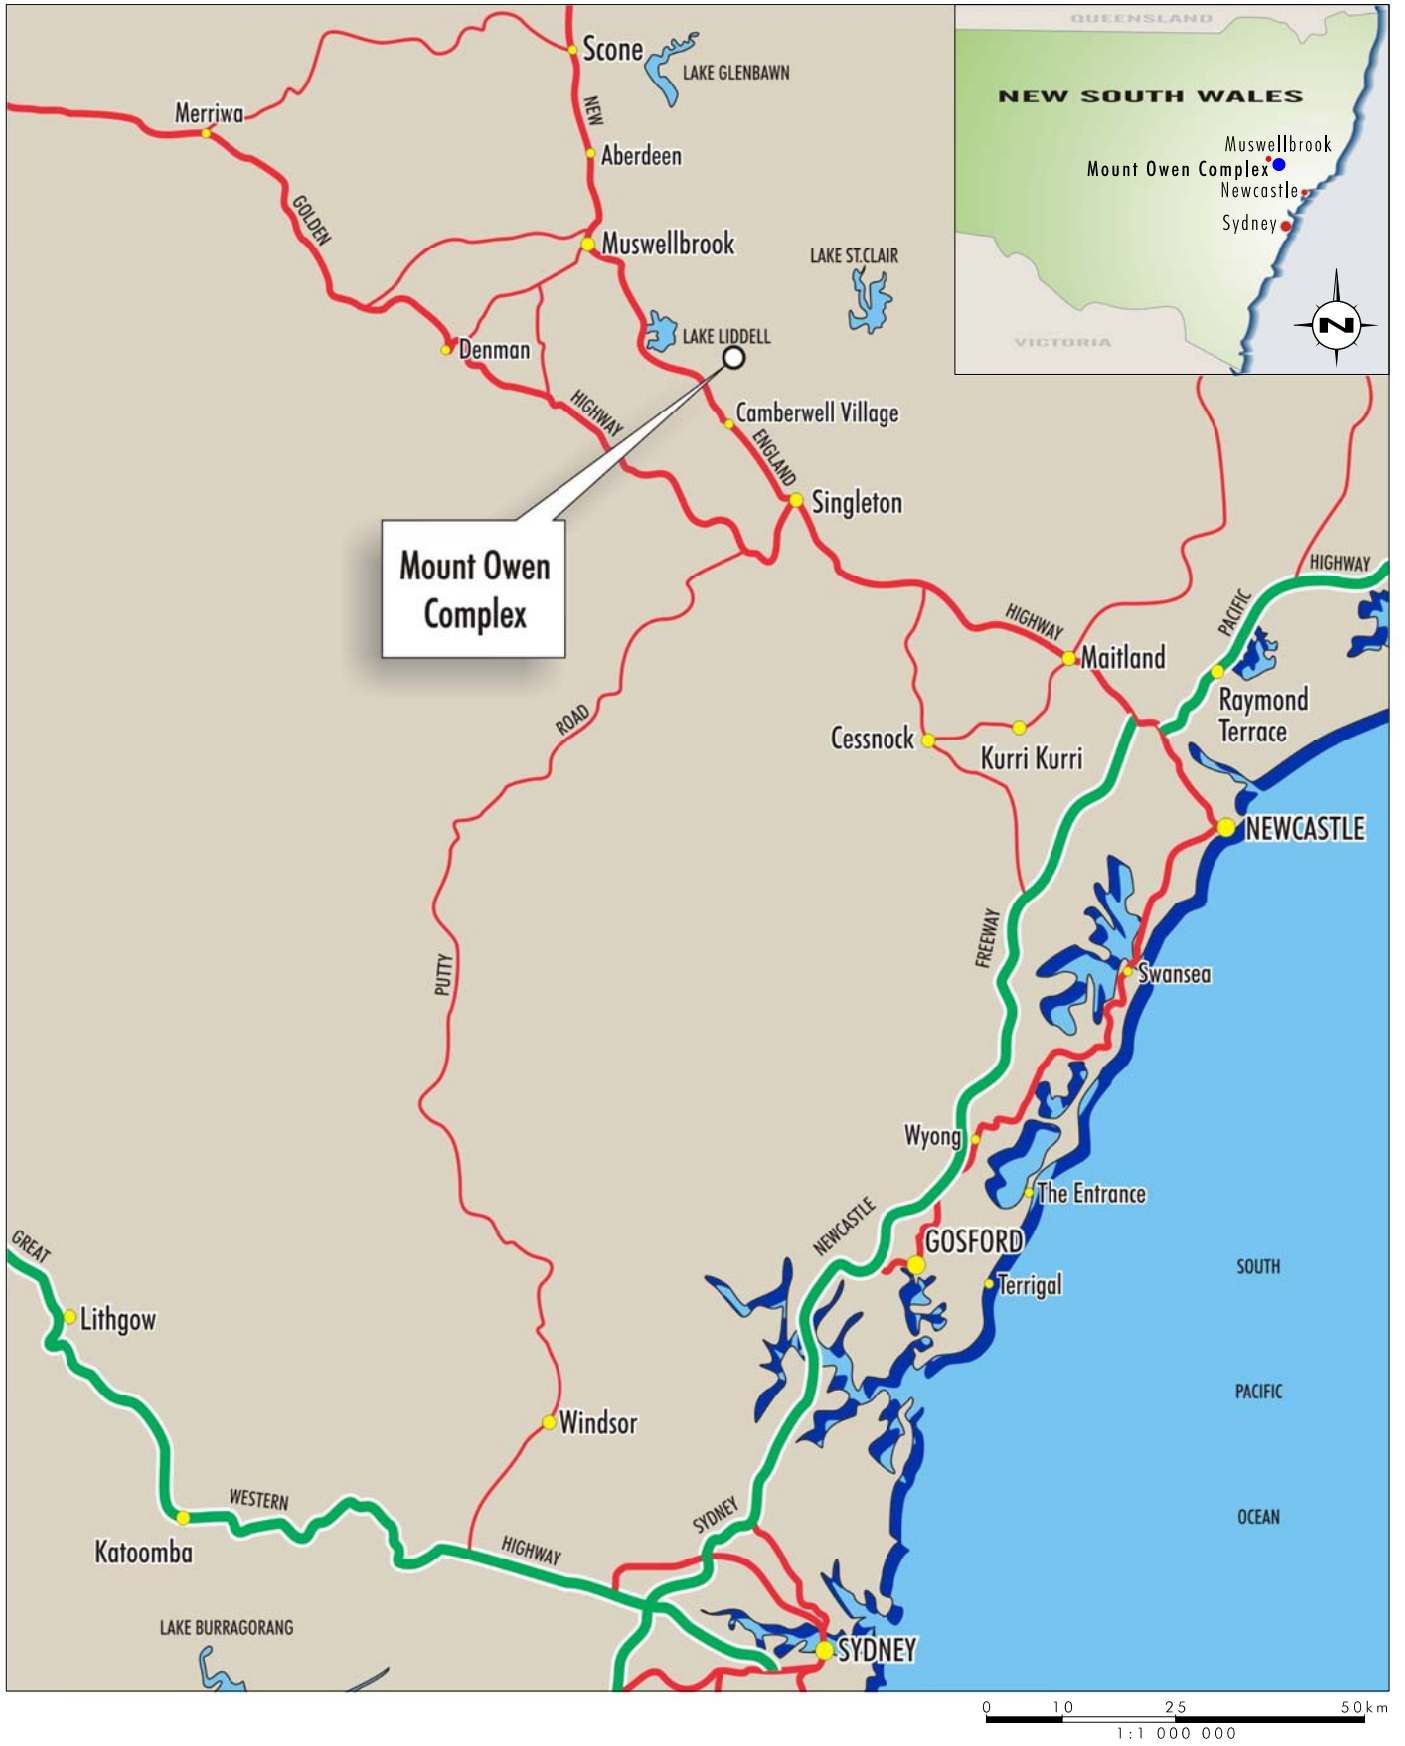 QUEENSLAND
NEW SOUTH WALES
Muswellbrook
Mount Owen Complex
Newcastle
Sydney
VICTORIA
N
Scone
LAKE GLENBAWN
NEW
Merriwa
Aberdeen
GOLDEN
Muswellbrook
LAKE ST.CLAIR
LAKE LIDDELL
Denman
HIGHWAY
Camberwell Village
ENGLAND
Singleton
Mount Owen
Complex
HIGHWAY
PACIFIC
HIGHWAY
Maitland
Raymond
Terrace
ROAD
Cessnock
Kurri Kurri
NEWCASTLE
FREEWAY
PUTTY
Swansea
Wyong
The Entrance
NEWCASTLE
GOSFORD
GREAT
SOUTH
Terrigal
Lithgow
PACIFIC
Windsor
WESTERN
SYDNEY
OCEAN
Katoomba
HIGHWAY
LAKE BURRAGORANG
SYDNEY
0 10 25 50km
1:1 000 000